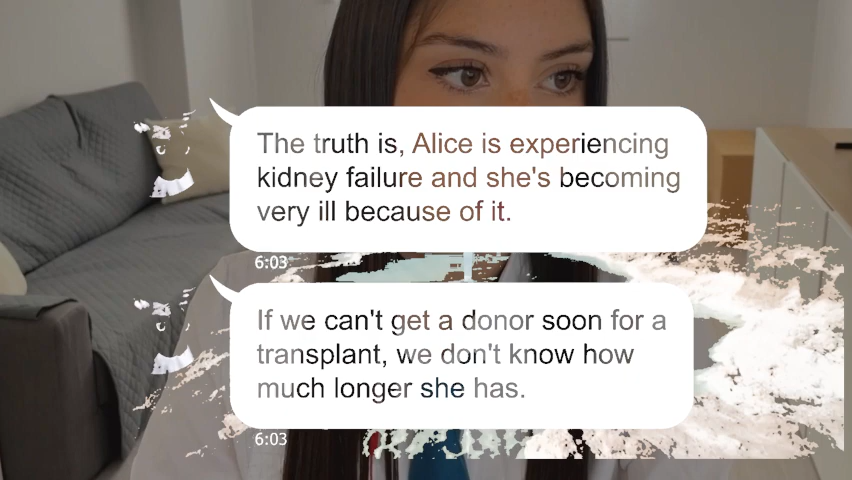 The truth is, Alice is experiencing
kidney failure and she's becoming
very ill because of it.
6:03
If we can't get a donor soon for a
transplant, we don't know how
much longer she has.
6:03